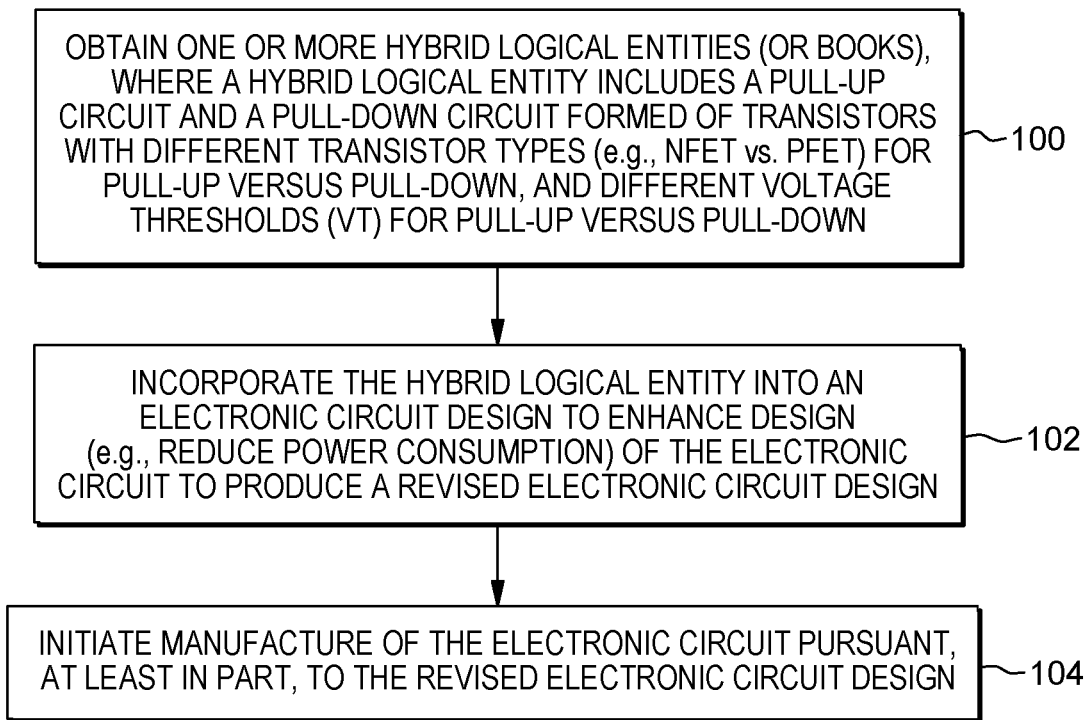 OBTAIN ONE OR MORE HYBRID LOGICAL ENTITIES (OR BOOKS),
WHERE A HYBRID LOGICAL ENTITY INCLUDES A PULL-UP
CIRCUIT AND A PULL-DOWN CIRCUIT FORMED OF TRANSISTORS
WITH DIFFERENT TRANSISTOR TYPES (e.g., NFET vs. PFET) FOR
PULL-UP VERSUS PULL-DOWN, AND DIFFERENT VOLTAGE
THRESHOLDS (VT) FOR PULL-UP VERSUS PULL-DOWN
100
INCORPORATE THE HYBRID LOGICAL ENTITY INTO AN
ELECTRONIC CIRCUIT DESIGN TO ENHANCE DESIGN
(e.g., REDUCE POWER CONSUMPTION) OF THE ELECTRONIC
CIRCUIT TO PRODUCE A REVISED ELECTRONIC CIRCUIT DESIGN
102
INITIATE MANUFACTURE OF THE ELECTRONIC CIRCUIT PURSUANT,
AT LEAST IN PART, TO THE REVISED ELECTRONIC CIRCUIT DESIGN
104